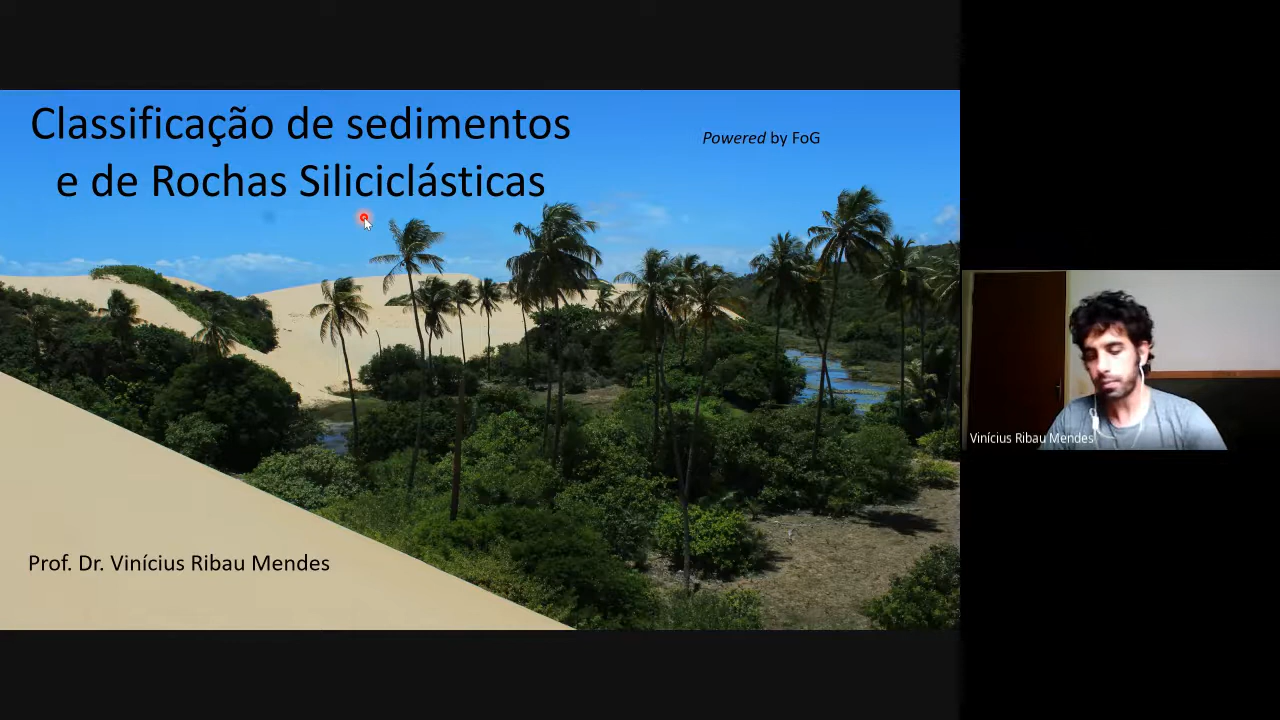 Classificação de sedimentos
e de Rochas Siliciclásticas
Powered by FoG
Prof. Dr. Vinícius Ribau Mendes
Vinícius Ribau Mendes